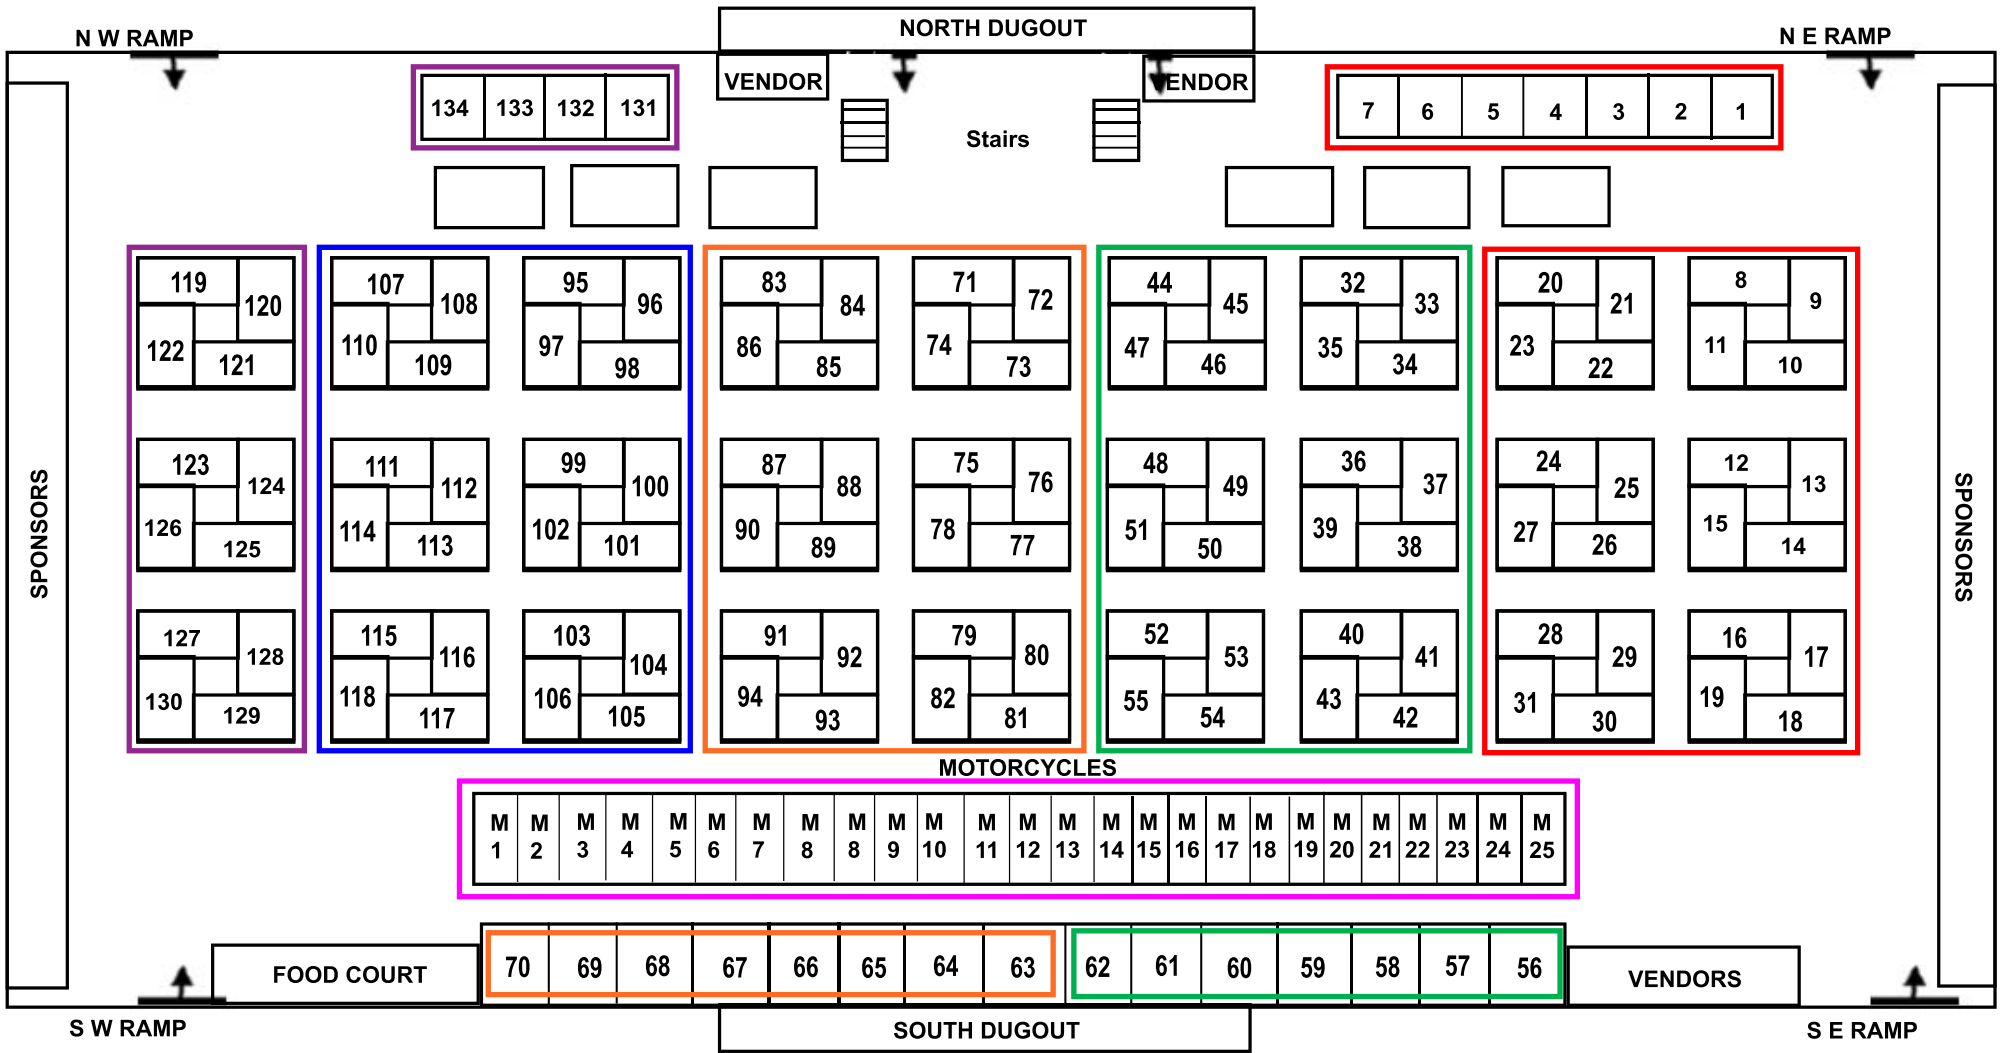 NORTH DUGOUT
N W RAMP
N E RAMP
VENDOR
VENDOR
134 133 132 131
7 6 5 4 3 2 1
Stairs
SPONSORS
119 120 122 121
107 108 110 109
95 96 97 98
83 84 86 85
71 72 74 73
44 45 47 46
32 33 35 34
20 21 23 22
8 9 11 10
123 124 126 125
111 112 114 113
99 100 102 101
87 88 90 89
75 76 78 77
48 49 51 50
36 37 39 38
24 25 27 26
12 13 15 14
SPONSORS
127 128 130 129
115 116 118 117
103 104 106 105
91 92 94 93
79 80 82 81
52 53 55 54
40 41 43 42
28 29 31 30
16 17 19 18
MOTORCYCLES
M M M M M M M M M M M M M M M M M M M M M M M M M M
1 2 3 4 5 6 7 8 8 9 10 11 12 13 14 15 16 17 18 19 20 21 22 23 24 25
FOOD COURT
70 69 68 67 66 65 64 63 62 61 60 59 58 57 56
VENDORS
S W RAMP
SOUTH DUGOUT
S E RAMP